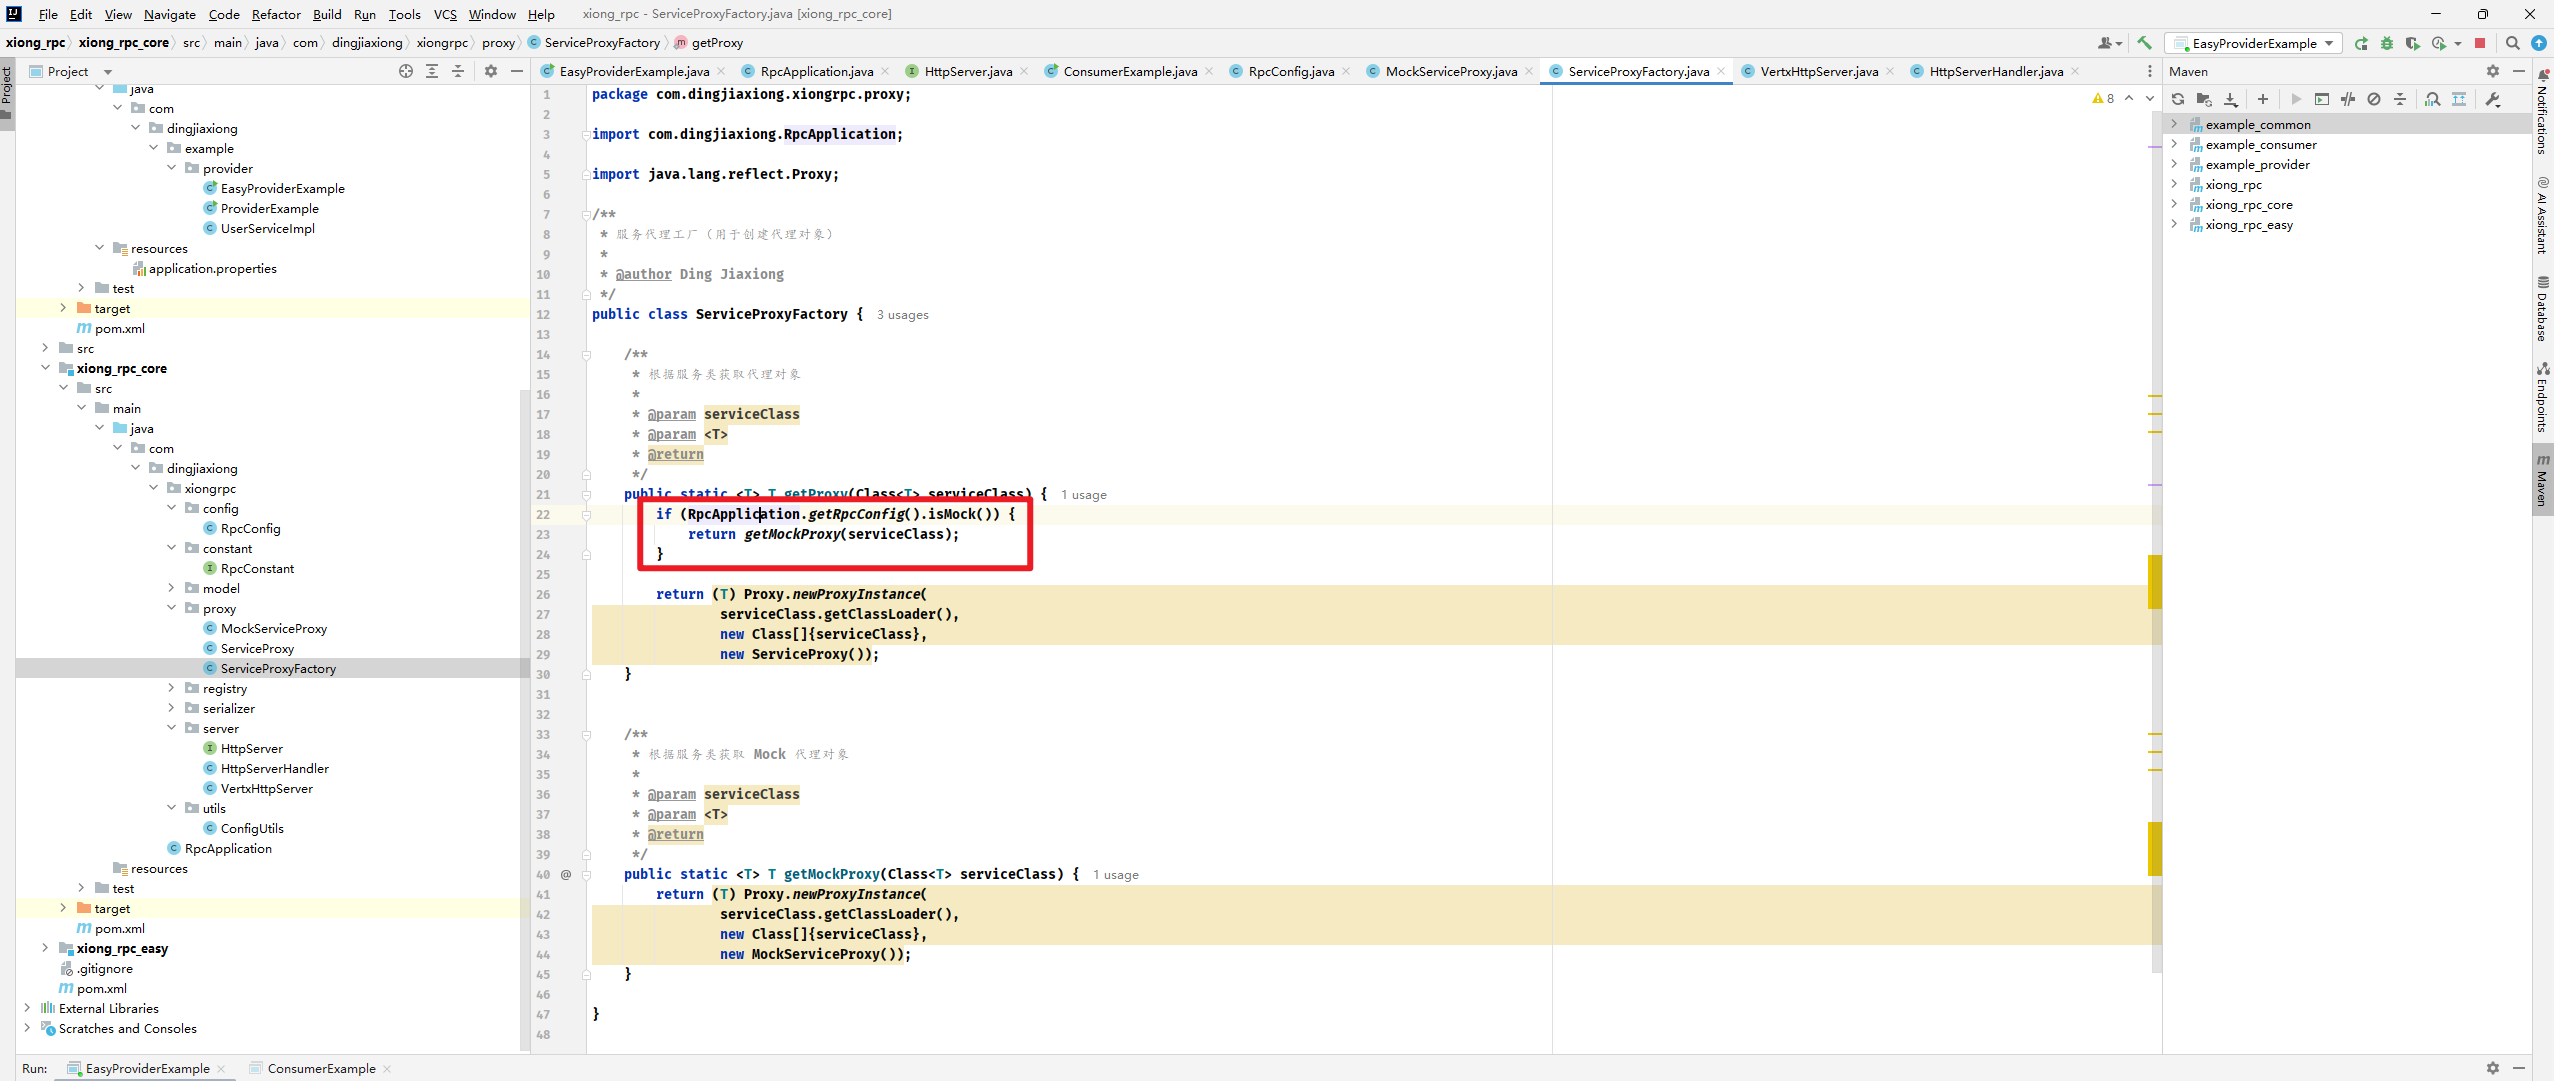 File Edit View Navigate Code Refactor Build Run Tools VCS Window Help xiong_rpc - ServiceProxyFactory.java [xiong_rpc_core]
xiong_rpc xiong_rpc_core src main java com dingjiaxiong xiongrpc proxy ServiceProxyFactory getProxy EasyProviderExample
Project
Project
EasyProviderExample.java RpcApplication.java HttpServer.java ConsumerExample.java RpcConfig.java MockServiceProxy.java ServiceProxyFactory.java VertxHttpServer.java HttpServerHandler.java
java
com
dingjiaxiong
example
provider
EasyProviderExample
ProviderExample
UserServiceImpl
resources
application.properties
test
target
pom.xml
src
xiong_rpc_core
src
main
java
com
dingjiaxiong
xiongrpc
config
RpcConfig
constant
RpcConstant
model
proxy
MockServiceProxy
ServiceProxy
ServiceProxyFactory
registry
serializer
server
HttpServer
HttpServerHandler
VertxHttpServer
utils
ConfigUtils
RpcApplication
resources
test
target
pom.xml
xiong_rpc_easy
.gitignore
pom.xml
External Libraries
Scratches and Consoles
1 package com.dingjiaxiong.xiongrpc.proxy;
2
3 import com.dingjiaxiong.RpcApplication;
4
5 import java.lang.reflect.Proxy;
6
7 /**
8 * 服务代理工厂（用于创建代理对象）
9 *
10 * @author Ding Jiaxiong
11 */
12 public class ServiceProxyFactory { 3 usages
13
14 /**
15 * 根据服务类获取代理对象
16 *
17 * @param serviceClass
18 * @param <T>
19 * @return
20 */
21 public static <T> T getProxy(Class<T> serviceClass) { 1 usage
22 if (RpcApplication.getRpcConfig().isMock()) {
23 return getMockProxy(serviceClass);
24 }
25
26 return (T) Proxy.newProxyInstance(
27 serviceClass.getClassLoader(),
28 new Class[]{serviceClass},
29 new ServiceProxy());
30 }
31
32
33 /**
34 * 根据服务类获取 Mock 代理对象
35 *
36 * @param serviceClass
37 * @param <T>
38 * @return
39 */
40 @ public static <T> T getMockProxy(Class<T> serviceClass) { 1 usage
41 return (T) Proxy.newProxyInstance(
42 serviceClass.getClassLoader(),
43 new Class[]{serviceClass},
44 new MockServiceProxy());
45 }
46
47 }
48
8
Maven
example_common
example_consumer
example_provider
xiong_rpc
xiong_rpc_core
xiong_rpc_easy
Notifications
AI Assistant
Database
Endpoints
Maven
Run: EasyProviderExample ConsumerExample